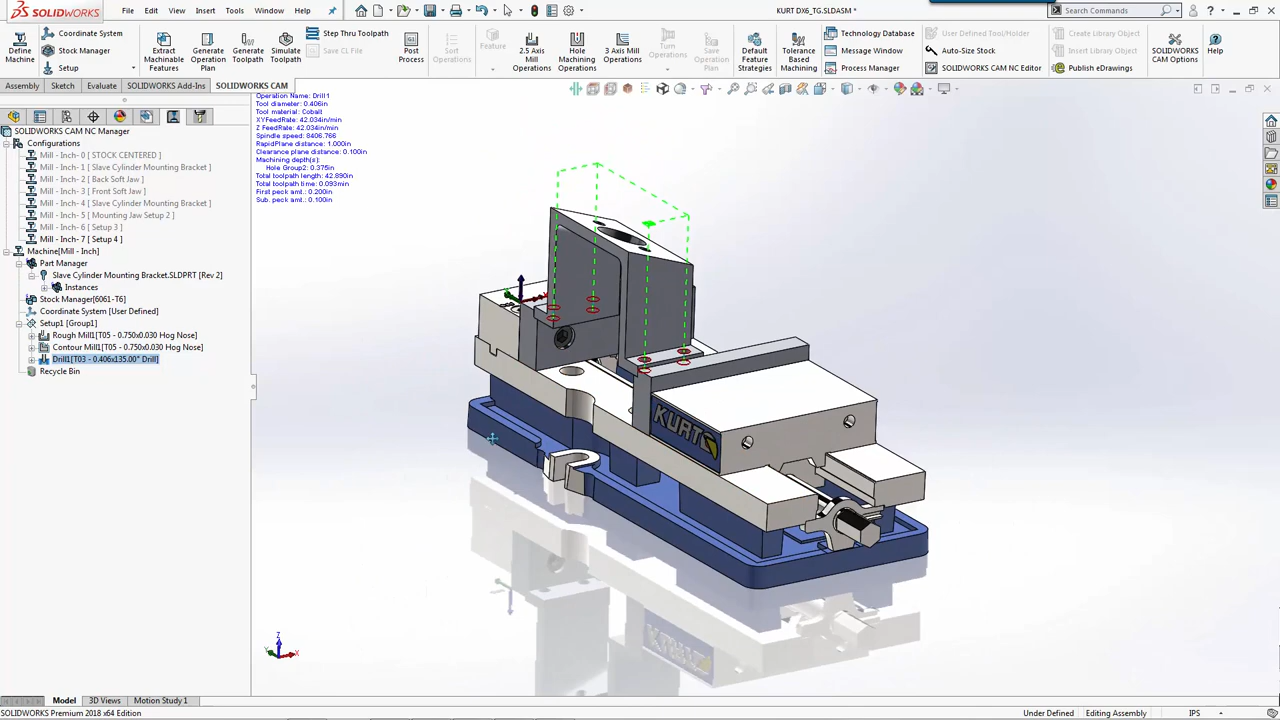 SOLIDWORKS
File Edit View Insert Tools Window Help
KURT DX6_TG.SLDASM *
Search Commands
Define Machine
Coordinate System
Stock Manager
Setup
Extract Machinable Features
Generate Operation Plan
Generate Toolpath
Simulate Toolpath
Step Thru Toolpath
Save CL File
Post Process
Sort Operations
Feature
2.5 Axis Mill Operations
Hole Machining Operations
3 Axis Mill Operations
Turn Operations
Save Operation Plan
Default Feature Strategies
Tolerance Based Machining
Technology Database
Message Window
Process Manager
User Defined Tool/Holder
Auto-Size Stock
SOLIDWORKS CAM NC Editor
Create Library Object
Insert Library Object
Publish eDrawings
SOLIDWORKS CAM Options
Help
Assembly Sketch Evaluate SOLIDWORKS Add-Ins SOLIDWORKS CAM
SOLIDWORKS CAM NC Manager
Configurations
Mill - Inch- 0 [ STOCK CENTERED ]
Mill - Inch- 1 [ Slave Cylinder Mounting Bracket ]
Mill - Inch- 2 [ Back Soft Jaw ]
Mill - Inch- 3 [ Front Soft Jaw ]
Mill - Inch- 4 [ Slave Cylinder Mounting Bracket ]
Mill - Inch- 5 [ Mounting Jaw Setup 2 ]
Mill - Inch- 6 [ Setup 3 ]
Mill - Inch- 7 [ Setup 4 ]
Machine[Mill - Inch]
Part Manager
Slave Cylinder Mounting Bracket.SLDPRT [Rev 2]
Instances
Stock Manager[6061-T6]
Coordinate System [User Defined]
Setup1 [Group1]
Rough Mill1[T05 - 0.750x0.030 Hog Nose]
Contour Mill1[T05 - 0.750x0.030 Hog Nose]
Drill1[T03 - 0.406x135.00° Drill]
Recycle Bin
Operation Name: Drill1
Tool diameter: 0.406in
Tool material: Cobalt
XYFeedRate: 42.034in/min
Z FeedRate: 42.034in/min
Spindle speed: 8406.766
RapidPlane distance: 1.000in
Clearance plane distance: 0.100in
Machining depth(s):
Hole Group2: 0.375in
Total toolpath length: 42.890in
Total toolpath time: 0.093min
First peck amt.: 0.200in
Sub. peck amt.: 0.100in
KURT
Z
Y X
Model 3D Views Motion Study 1
SOLIDWORKS Premium 2018 x64 Edition
Under Defined Editing Assembly IPS